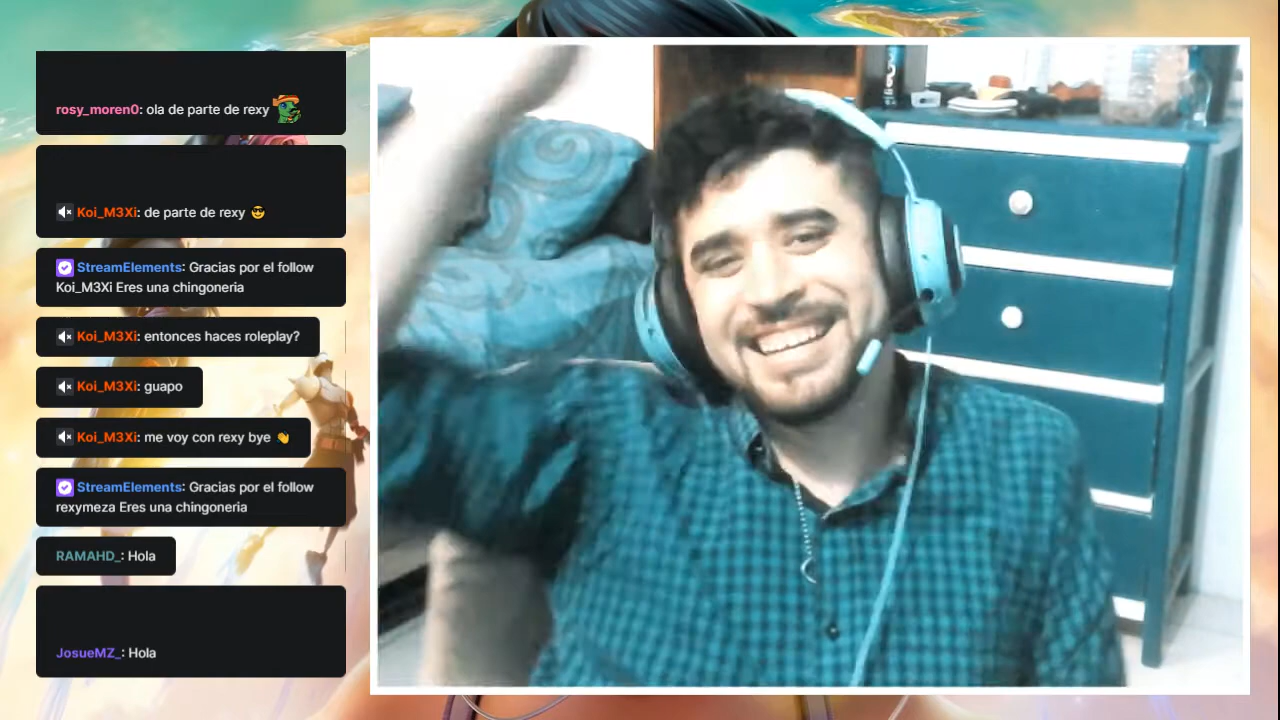 rosy_moren0: ola de parte de rexy
Koi_M3Xi: de parte de rexy 😎
StreamElements: Gracias por el follow
Koi_M3Xi Eres una chingoneria
Koi_M3Xi: entonces haces roleplay?
Koi_M3Xi: guapo
Koi_M3Xi: me voy con rexy bye 👋
StreamElements: Gracias por el follow
rexymeza Eres una chingoneria
RAMAHD_: Hola
JosueMZ_: Hola